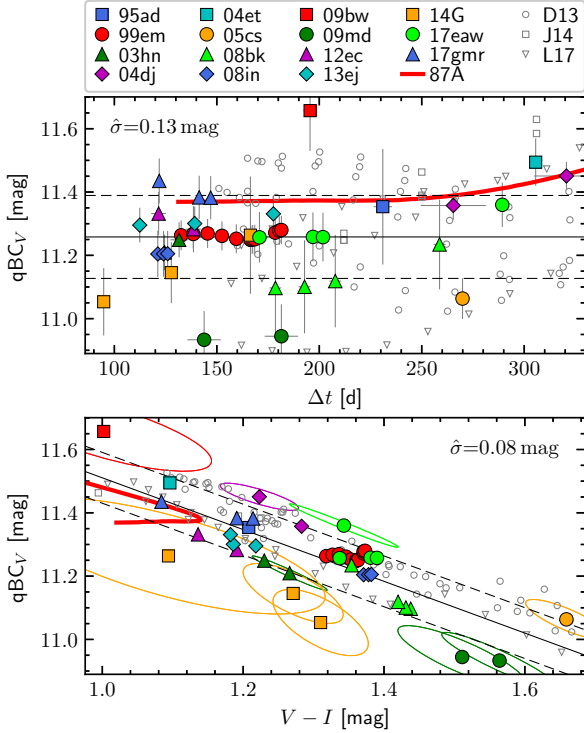 95ad 04et 09bw 14G D13
99em 05cs 09md 17eaw J14
03hn 08bk 12ec 17gmr L17
04dj 08in 13ej 87A
σ̂=0.13 mag
qBC_V [mag]
11.6
11.4
11.2
11.0
100 150 200 250 300
Δt [d]
σ̂=0.08 mag
qBC_V [mag]
11.6
11.4
11.2
11.0
1.0 1.2 1.4 1.6
V − I [mag]